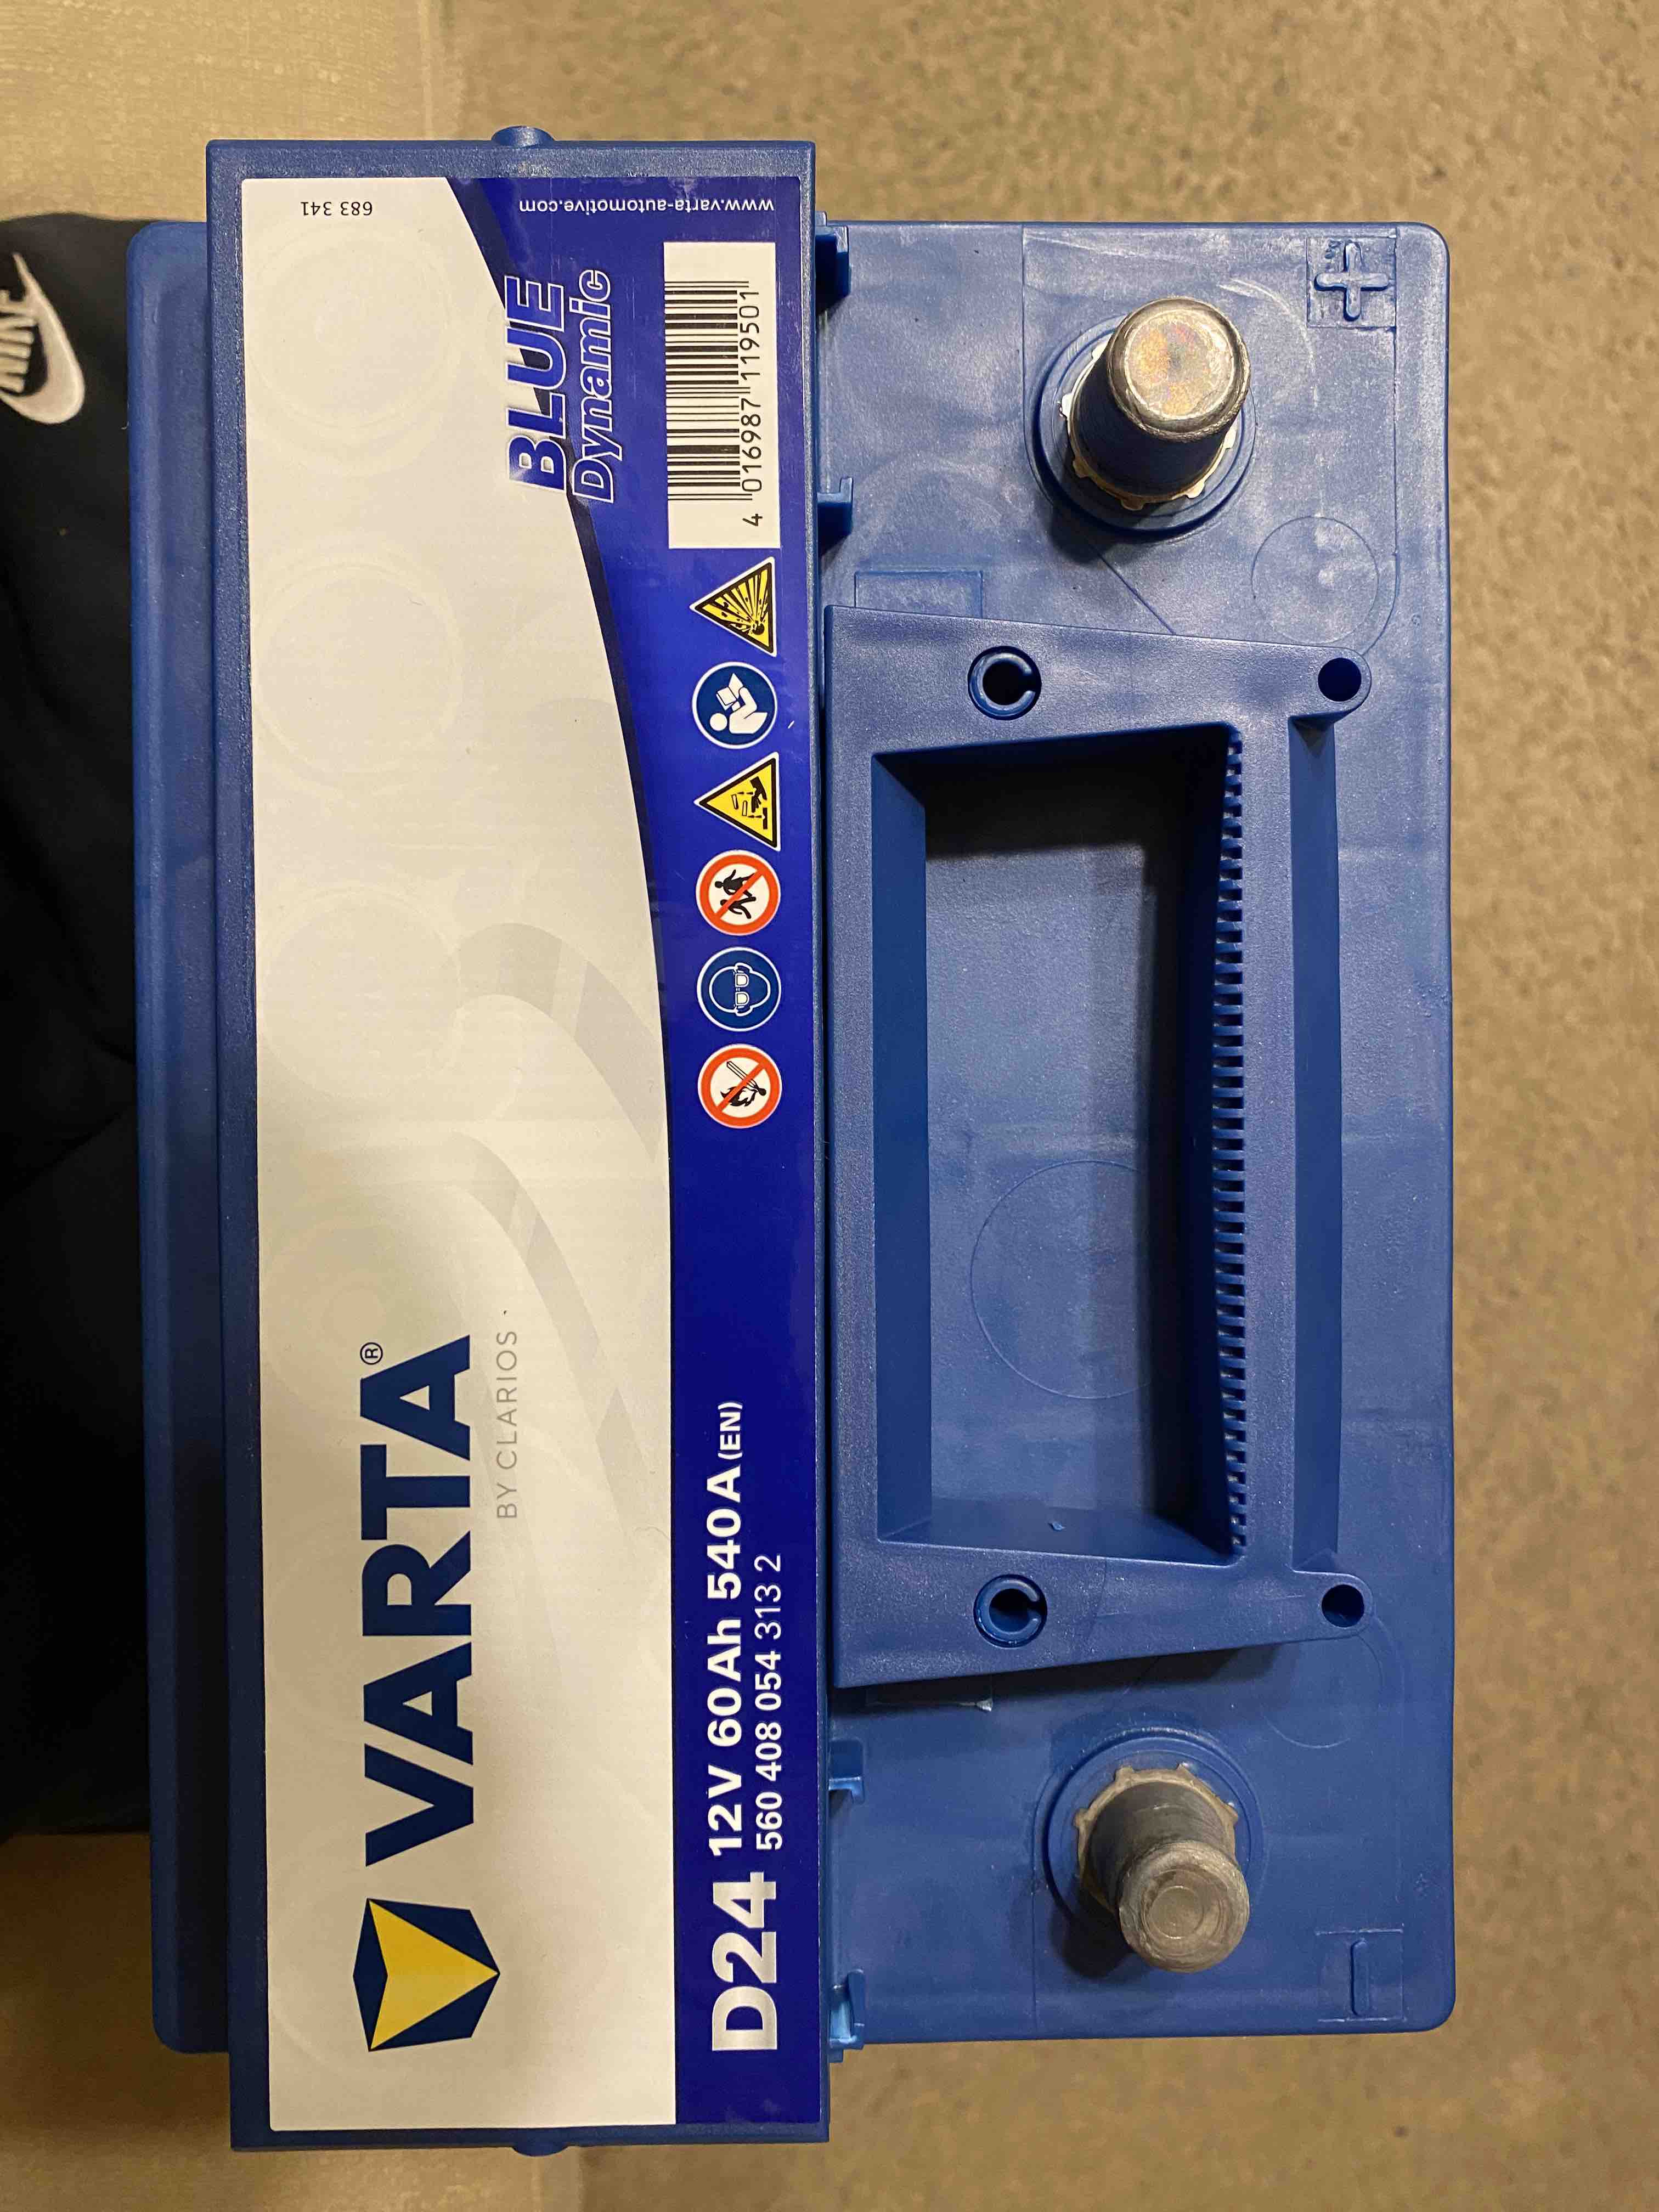 VARTA®
BY CLARIOS
D24 12V 60Ah 540A(EN)
560 408 054 313 2
BLUE
Dynamic
4 016987 119501
www.varta-automotive.com
683 341
+
−